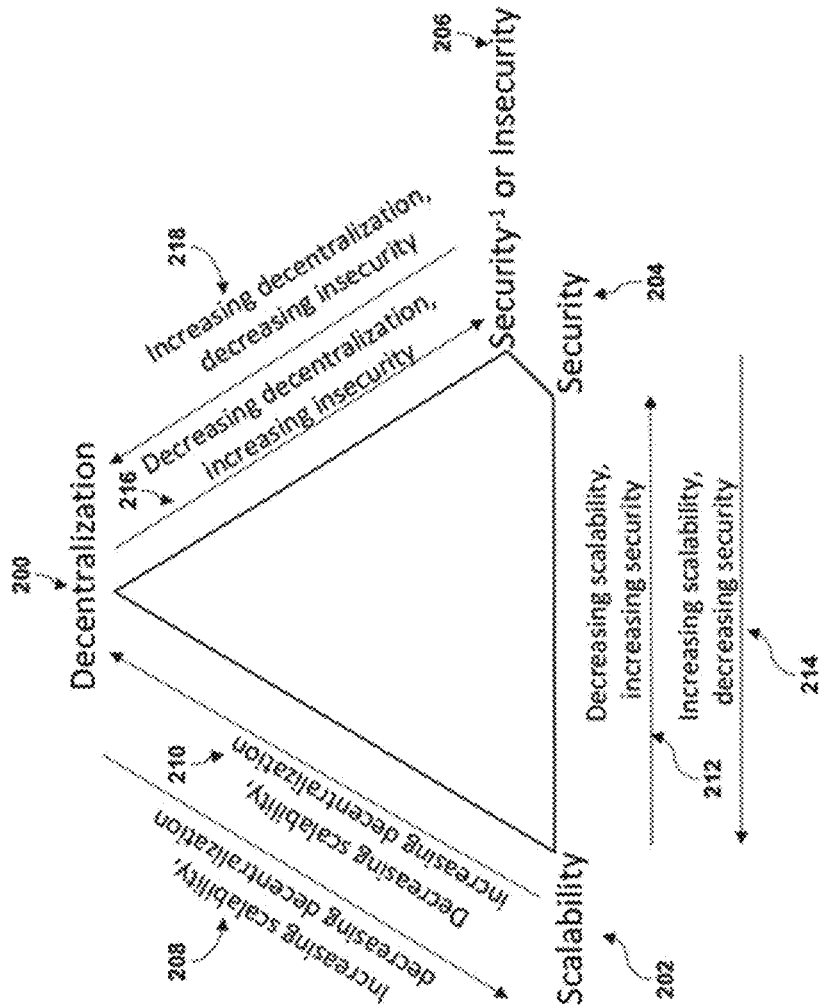 200
Decentralization
218
Increasing decentralization,
decreasing insecurity
216
Decreasing decentralization,
increasing insecurity
206
Security⁻¹ or Insecurity
Security
204
210
Decreasing scalability,
increasing decentralization
208
Increasing scalability,
decreasing decentralization
Scalability
202
Decreasing scalability,
increasing security
212
Increasing scalability,
decreasing security
214